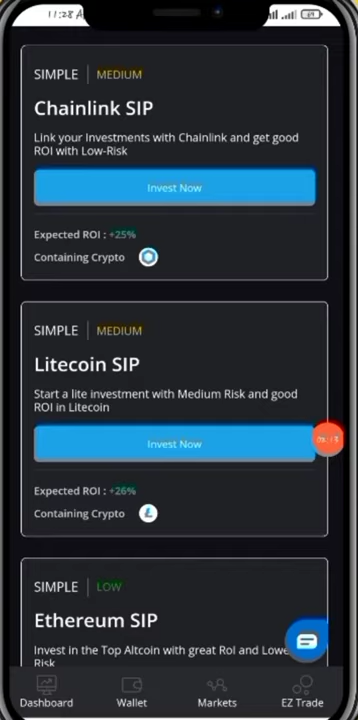 11:28 A
SIMPLE | MEDIUM
Chainlink SIP
Link your Investments with Chainlink and get good
ROI with Low-Risk
Invest Now
Expected ROI : +25%
Containing Crypto
SIMPLE | MEDIUM
Litecoin SIP
Start a lite investment with Medium Risk and good
ROI in Litecoin
Invest Now
Expected ROI : +26%
Containing Crypto
SIMPLE | LOW
Ethereum SIP
Invest in the Top Altcoin with great RoI and Lowe
Risk
Dashboard Wallet Markets EZ Trade